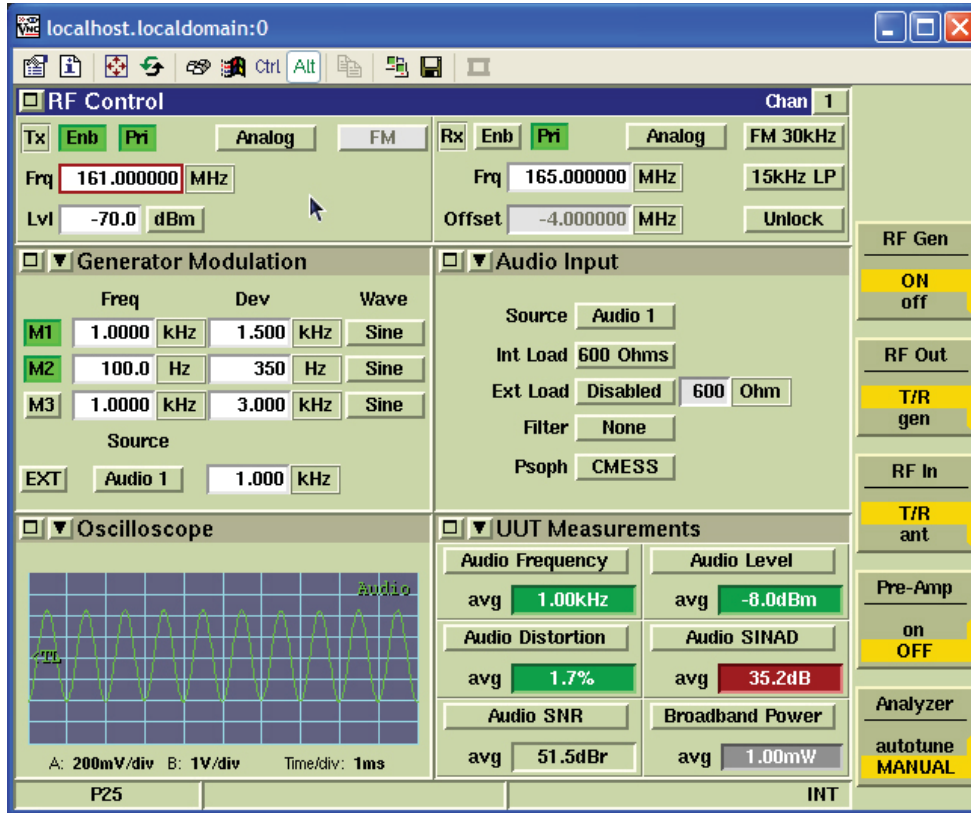 localhost.localdomain:0
Ctrl Alt
RF Control Chan 1
Tx Enb Pri Analog FM
Frq 161.000000 MHz
Lvl -70.0 dBm
Rx Enb Pri Analog FM 30kHz
Frq 165.000000 MHz 15kHz LP
Offset -4.000000 MHz Unlock
Generator Modulation
Freq Dev Wave
M1 1.0000 kHz 1.500 kHz Sine
M2 100.0 Hz 350 Hz Sine
M3 1.0000 kHz 3.000 kHz Sine
Source
EXT Audio 1 1.000 kHz
Audio Input
Source Audio 1
Int Load 600 Ohms
Ext Load Disabled 600 Ohm
Filter None
Psoph CMESS
Oscilloscope
Audio
<TL
A: 200mV/div B: 1V/div Time/div: 1ms
UUT Measurements
Audio Frequency Audio Level
avg 1.00kHz avg -8.0dBm
Audio Distortion Audio SINAD
avg 1.7% avg 35.2dB
Audio SNR Broadband Power
avg 51.5dBr avg 1.00mW
P25 INT
RF Gen
ON
off
RF Out
T/R
gen
RF In
T/R
ant
Pre-Amp
on
OFF
Analyzer
autotune
MANUAL